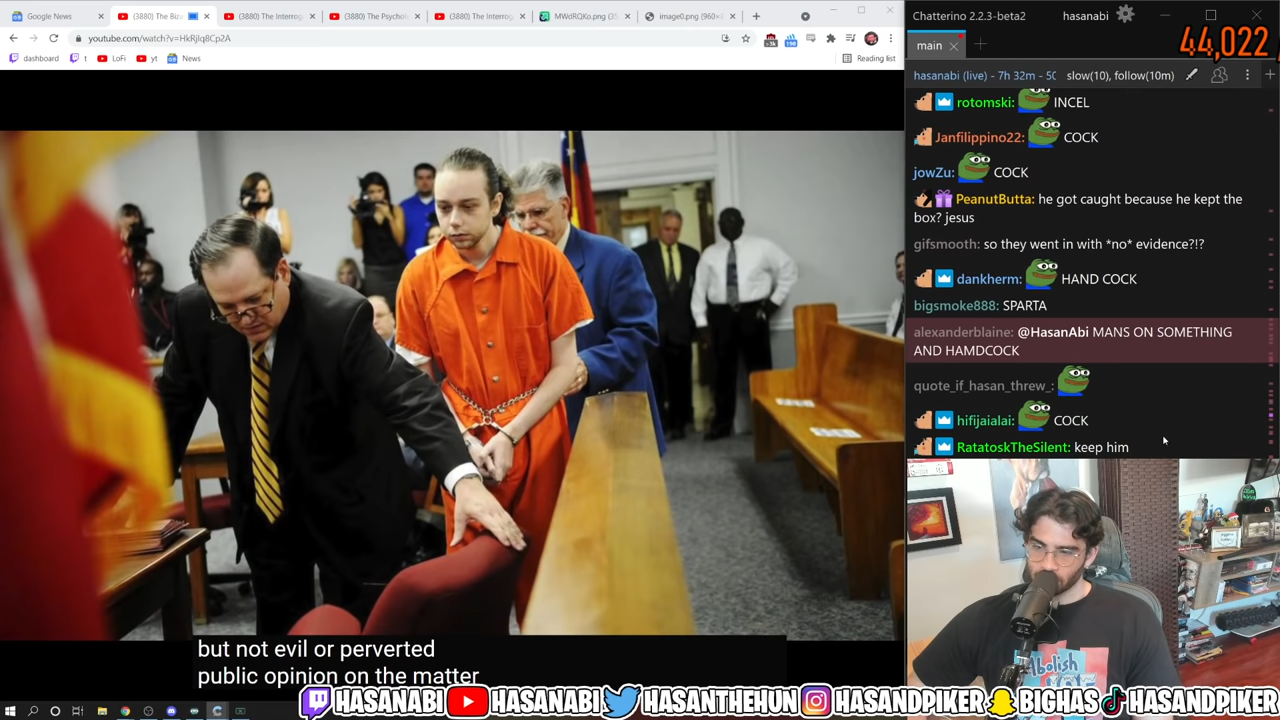 Google News
(3880) The Biz
(3880) The Interrog
(3880) The Psychot
(3880) The Interrog
MWdRQKo.png (35
image0.png (960×
youtube.com/watch?v=HkRjIq8Cp2A
dashboard
t
LoFi
yt
News
Reading list
but not evil or perverted
public opinion on the matter
Chatterino 2.2.3-beta2
hasanabi
44,022
main
hasanabi (live) - 7h 32m - 50
slow(10), follow(10m)
rotomski: INCEL
Janfilippino22: COCK
jowZu: COCK
PeanutButta: he got caught because he kept the
box? jesus
gifsmooth: so they went in with *no* evidence?!?
dankherm: HAND COCK
bigsmoke888: SPARTA
alexanderblaine: @HasanAbi MANS ON SOMETHING
AND HAMDCOCK
quote_if_hasan_threw_:
hifijaialai: COCK
RatatoskTheSilent: keep him
Abolish
HASANABI
HASANABI
HASANTHEHUN
HASANDPIKER
BIGHAS
HASANDPIKER